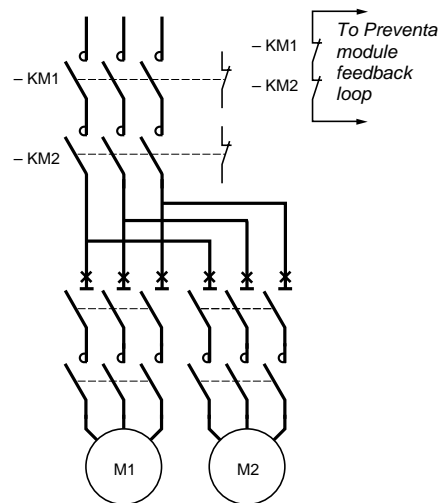 – KM1
– KM2
– KM1
– KM2
To Preventa
module
feedback
loop
M1
M2